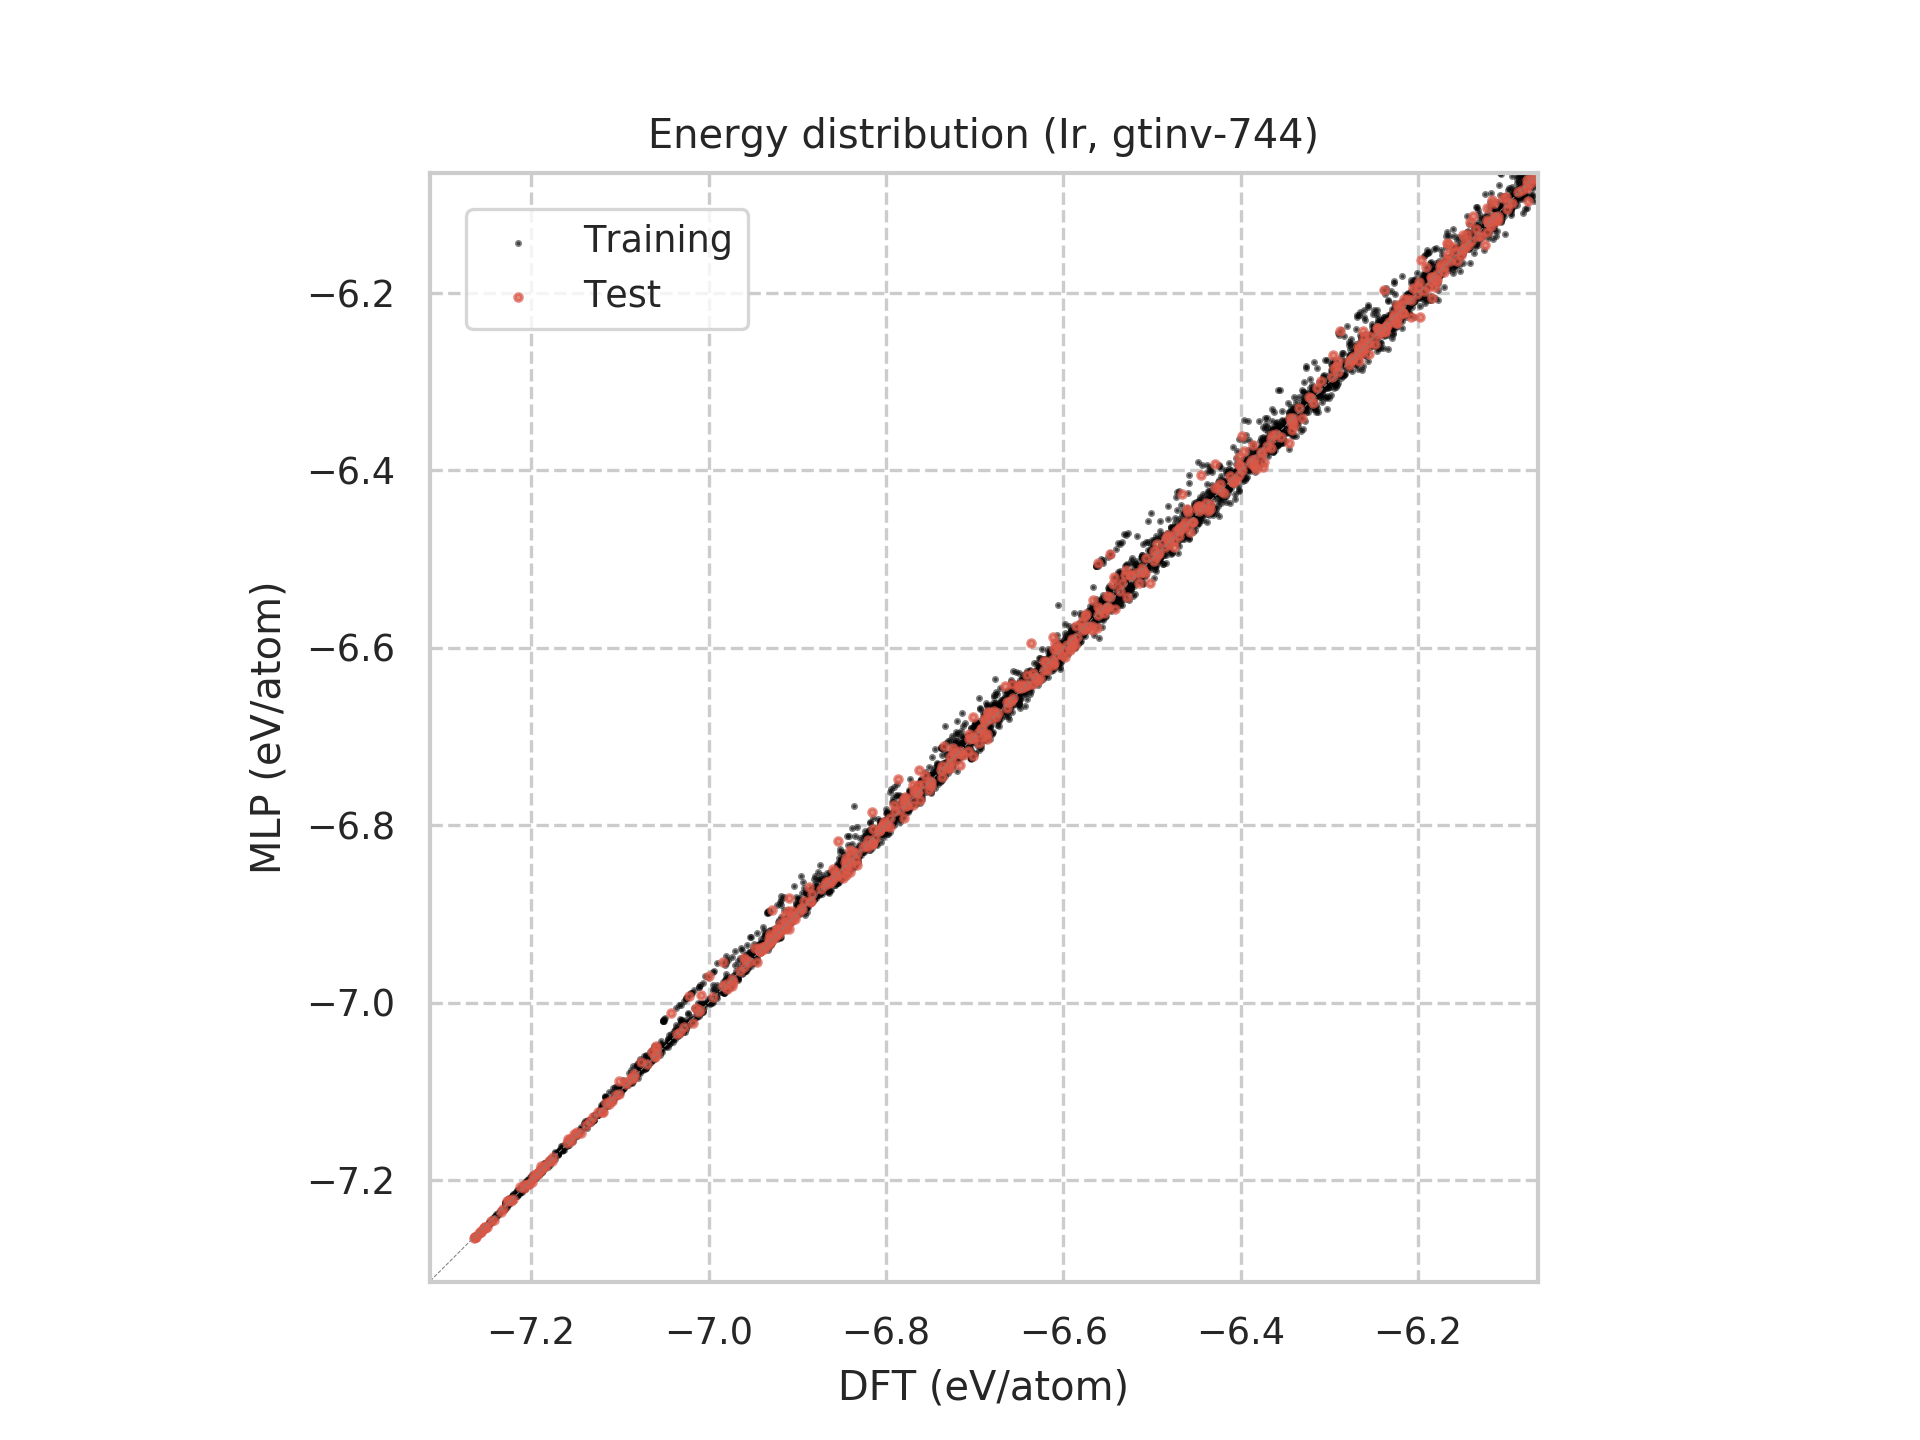 Energy distribution (Ir, gtinv-744)
Training
Test
−6.2
−6.4
−6.6
−6.8
−7.0
−7.2
MLP (eV/atom)
−7.2 −7.0 −6.8 −6.6 −6.4 −6.2
DFT (eV/atom)